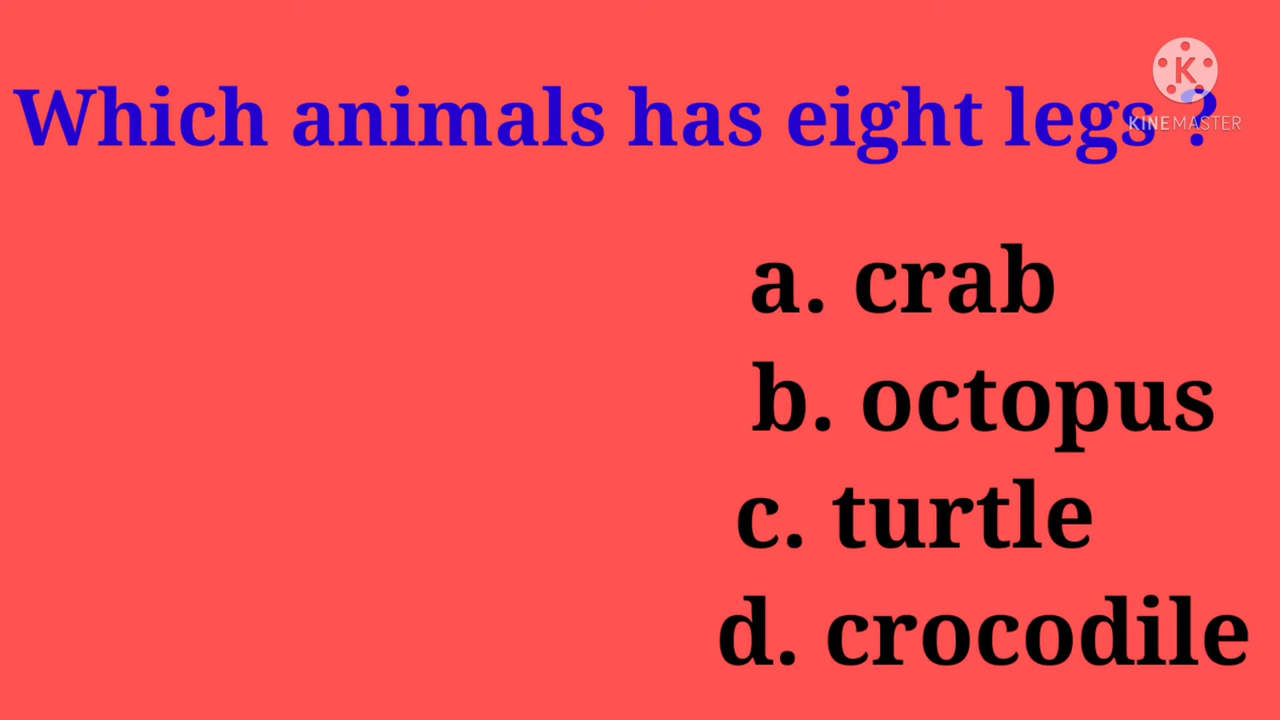 Which animals has eight legs ?
K
KINEMASTER
a. crab
b. octopus
c. turtle
d. crocodile